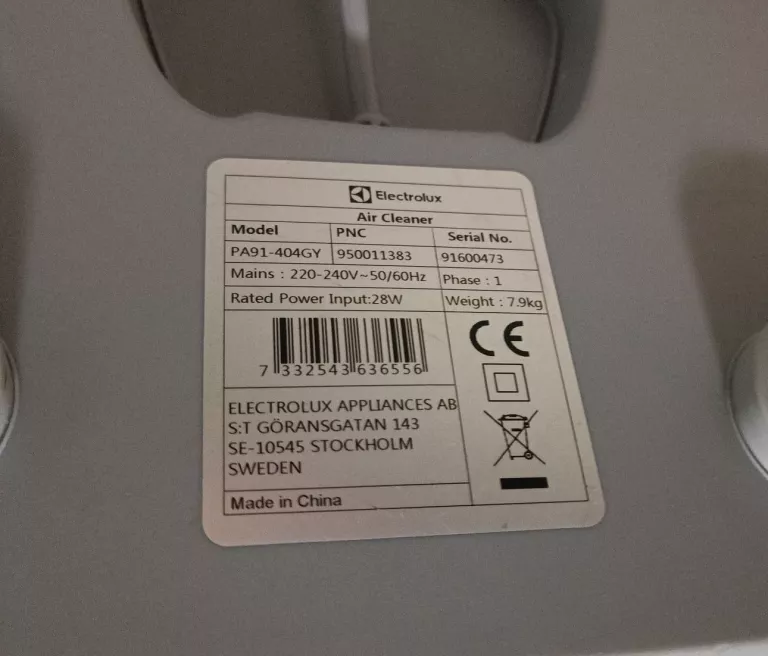 Electrolux
Air Cleaner
Model PNC Serial No.
PA91-404GY 950011383 91600473
Mains : 220-240V~50/60Hz Phase : 1
Rated Power Input:28W Weight : 7.9kg
CE
7 332543 636556
ELECTROLUX APPLIANCES AB
S:T GÖRANSGATAN 143
SE-10545 STOCKHOLM
SWEDEN
Made in China